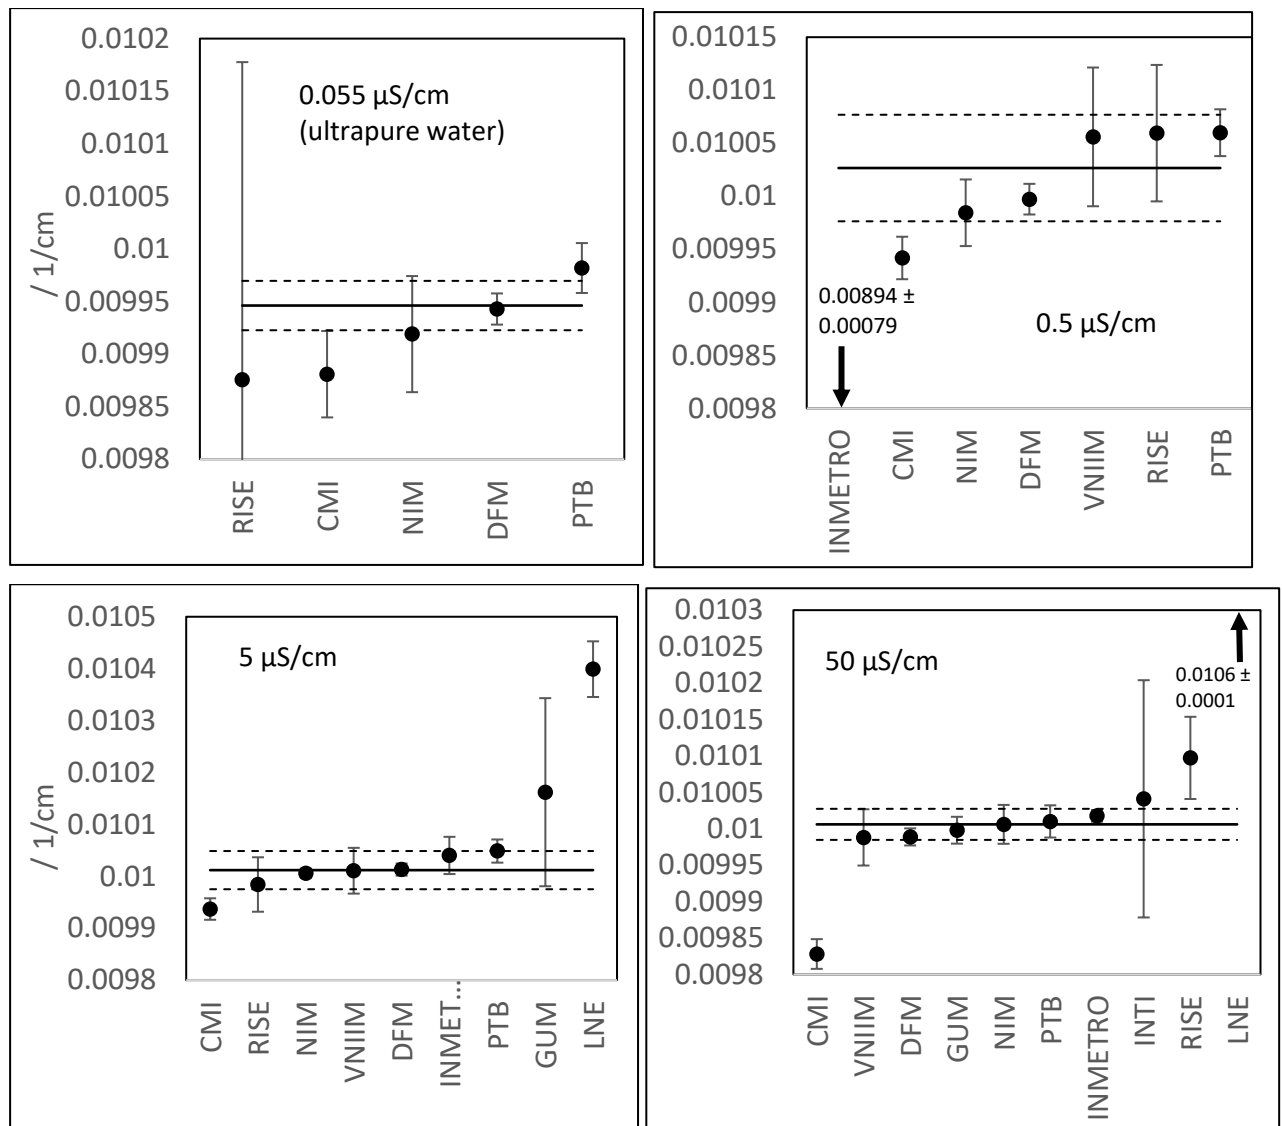 0.0102
0.01015
0.0101
0.01005
0.01
0.00995
0.0099
0.00985
0.0098
/ 1/cm
0.055 µS/cm
(ultrapure water)
RISE
CMI
NIM
DFM
PTB
0.01015
0.0101
0.01005
0.01
0.00995
0.0099
0.00985
0.0098
0.00894 ±
0.00079
0.5 µS/cm
INMETRO
CMI
NIM
DFM
VNIIM
RISE
PTB
0.0105
0.0104
0.0103
0.0102
0.0101
0.01
0.0099
0.0098
/ 1/cm
5 µS/cm
CMI
RISE
NIM
VNIIM
DFM
INMET…
PTB
GUM
LNE
0.0103
0.01025
0.0102
0.01015
0.0101
0.01005
0.01
0.00995
0.0099
0.00985
0.0098
50 µS/cm
0.0106 ±
0.0001
CMI
VNIIM
DFM
GUM
NIM
PTB
INMETRO
INTI
RISE
LNE